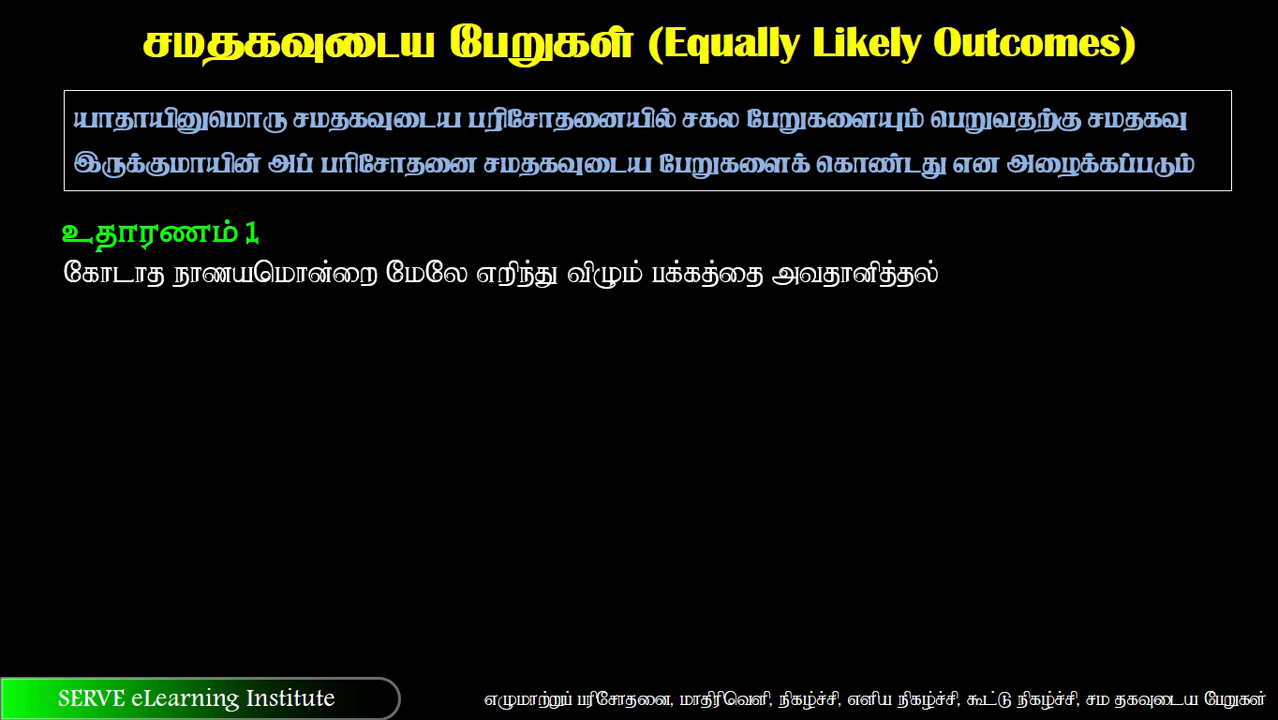 சமதகவுடைய பேறுகள் (Equally Likely Outcomes)
யாதாயினுமொரு சமதகவுடைய பரிசோதனையில் சகல பேறுகளையும் பெறுவதற்கு சமதகவு
இருக்குமாயின் அப் பரிசோதனை சமதகவுடைய பேறுகளைக் கொண்டது என அழைக்கப்படும்
உதாரணம் 1
கோடாத நாணயமொன்றை மேலே எறிந்து விழும் பக்கத்தை அவதானித்தல்
SERVE eLearning Institute
எழுமாற்றுப் பரிசோதனை, மாதிரிவெளி, நிகழ்ச்சி, எளிய நிகழ்ச்சி, கூட்டு நிகழ்ச்சி, சம தகவுடைய பேறுகள்